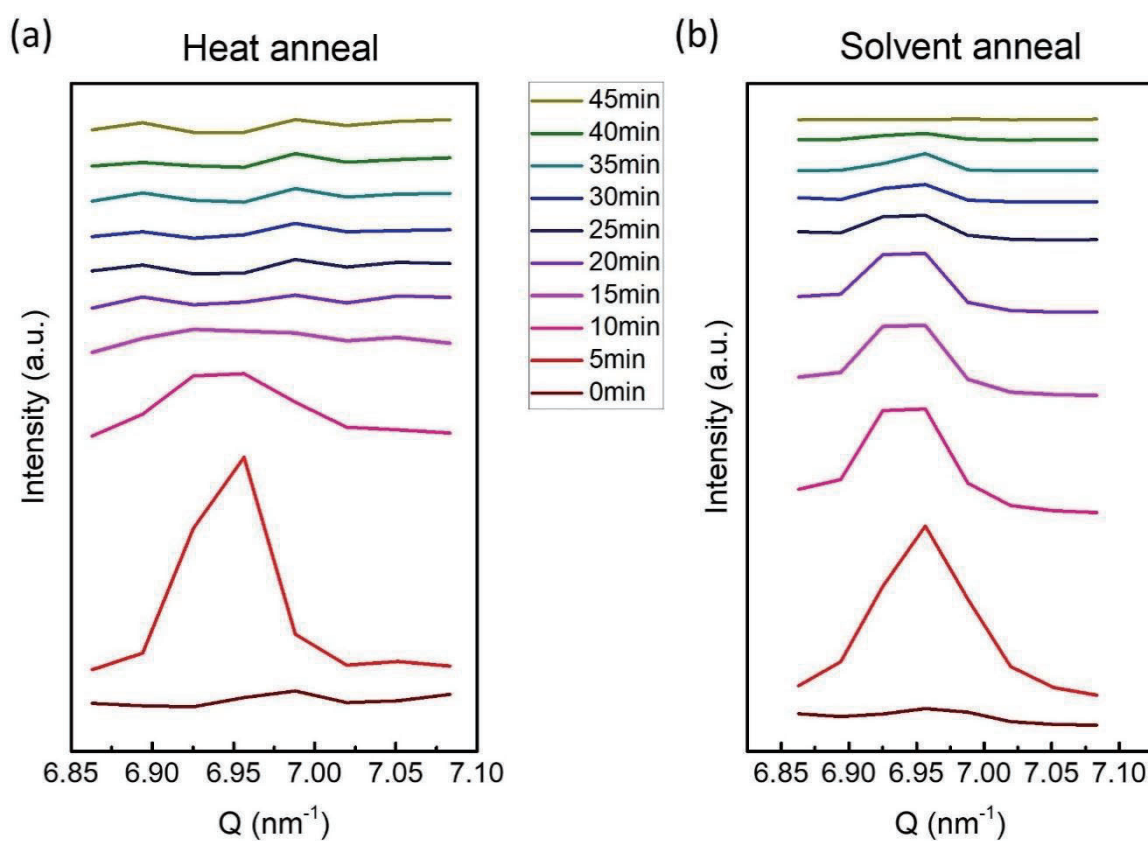 (a)
Heat anneal
Intensity (a.u.)
6.85 6.90 6.95 7.00 7.05 7.10
Q (nm⁻¹)
45min
40min
35min
30min
25min
20min
15min
10min
5min
0min
(b)
Solvent anneal
Intensity (a.u.)
6.85 6.90 6.95 7.00 7.05 7.10
Q (nm⁻¹)